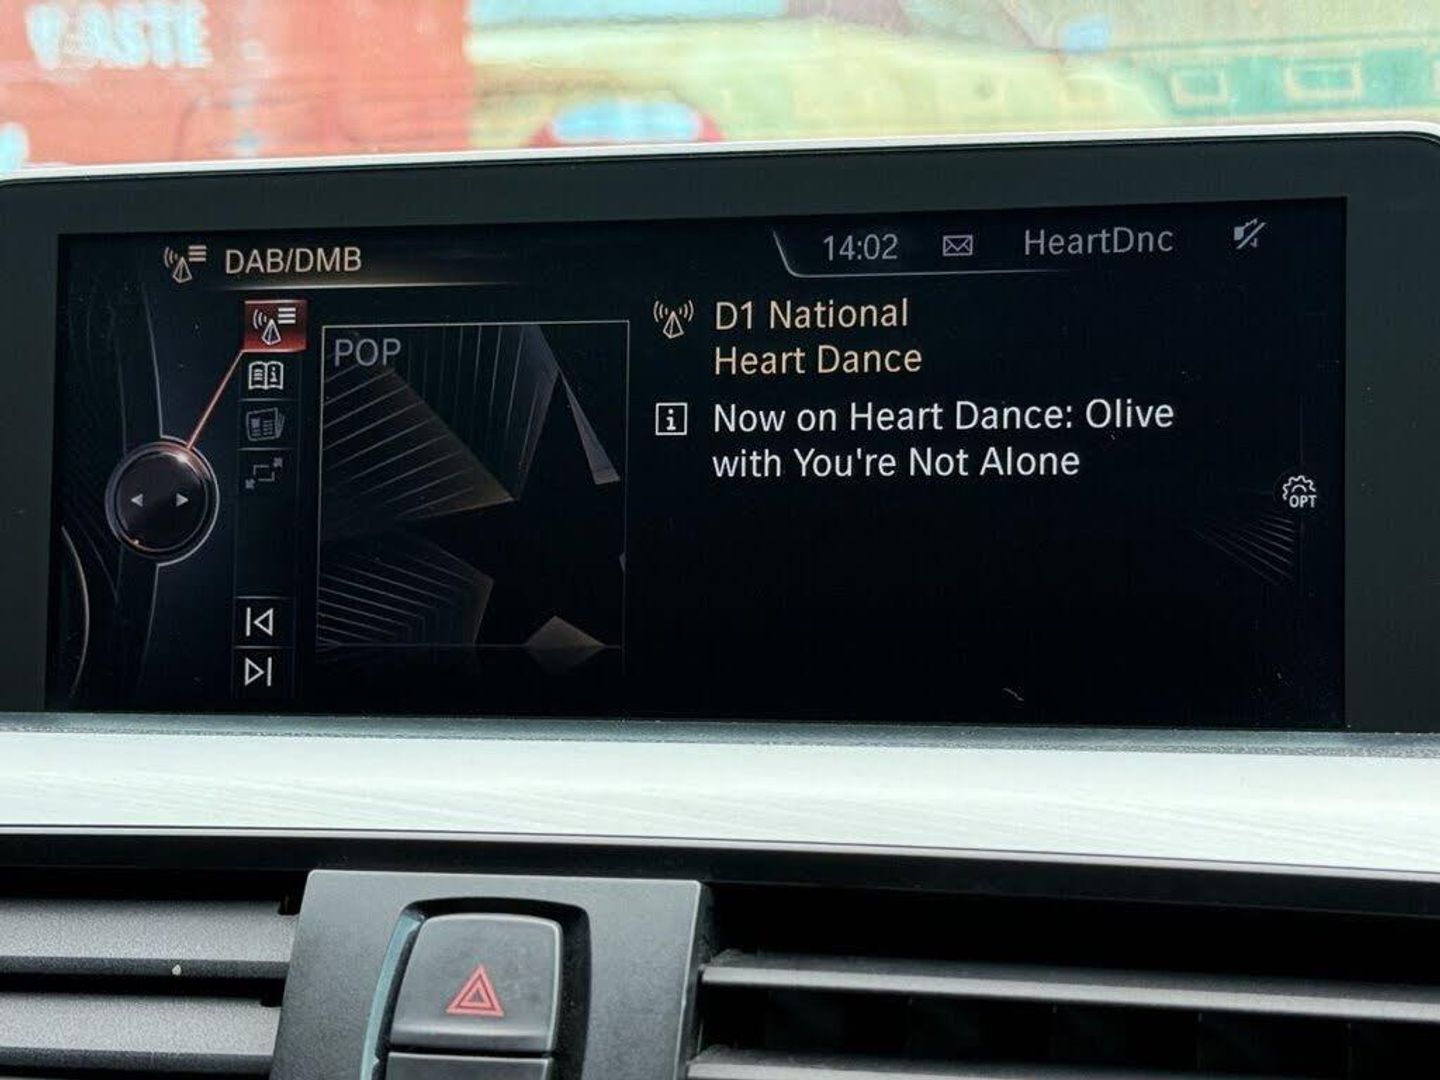 DAB/DMB
14:02
HeartDnc
POP
D1 National
Heart Dance
Now on Heart Dance: Olive
with You're Not Alone
OPT